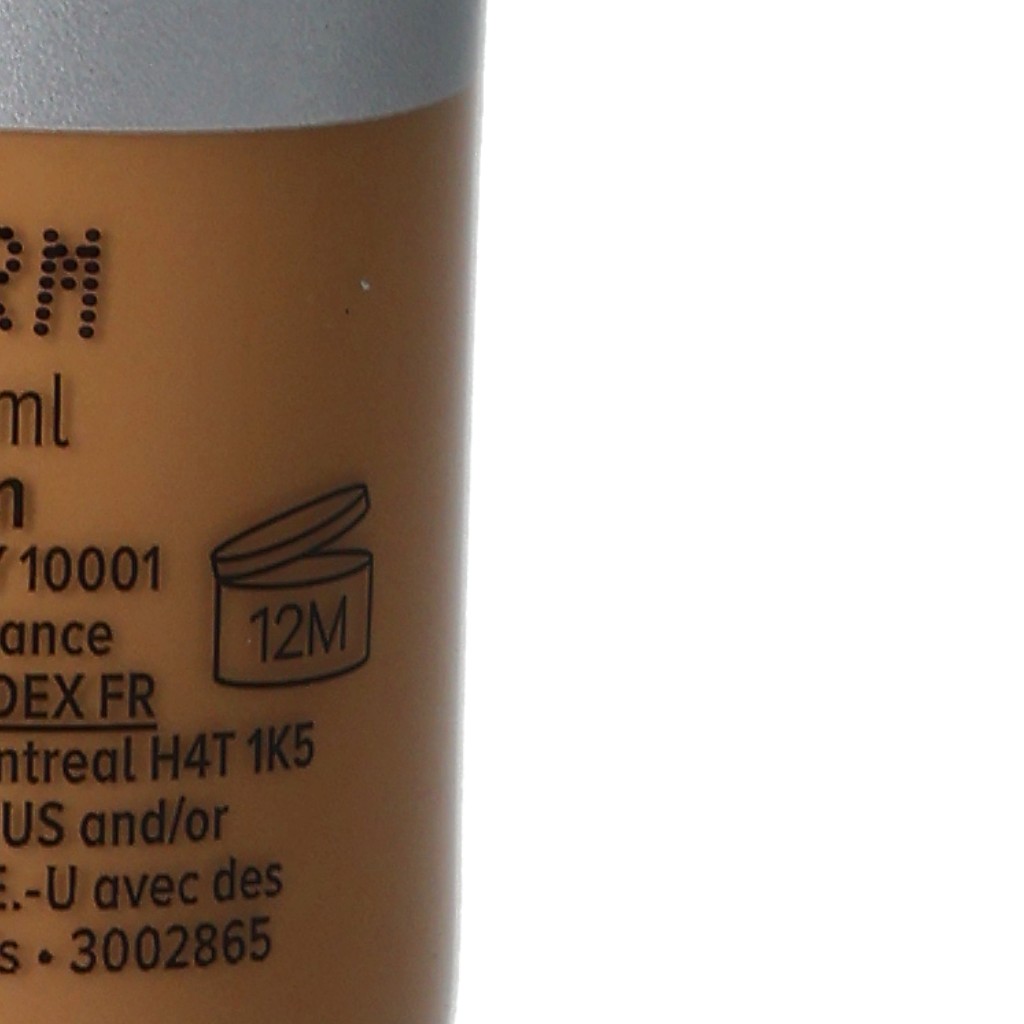 RM
ml
10001
12M
ance
DEX FR
ntreal H4T 1K5
US and/or
E.-U avec des
s • 3002865